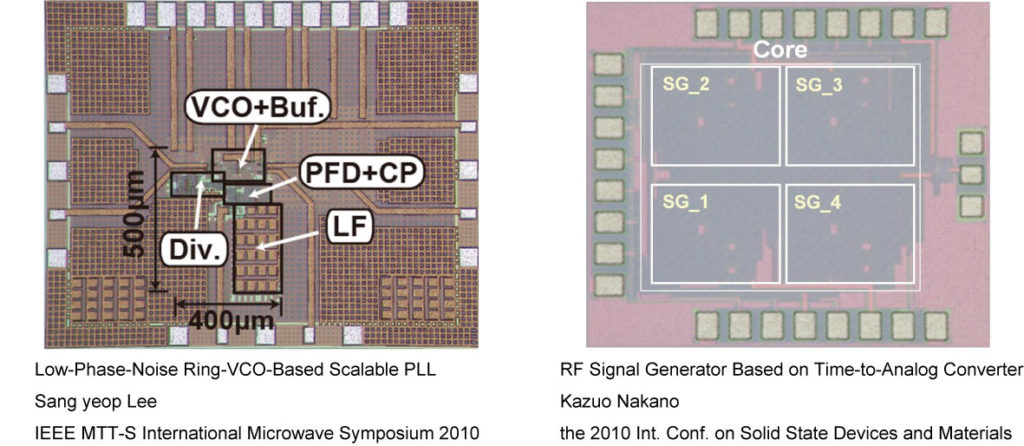 VCO+Buf.
PFD+CP
LF
Div.
500μm
400μm
Core
SG_2
SG_3
SG_1
SG_4
Low-Phase-Noise Ring-VCO-Based Scalable PLL
Sang yeop Lee
IEEE MTT-S International Microwave Symposium 2010
RF Signal Generator Based on Time-to-Analog Converter
Kazuo Nakano
the 2010 Int. Conf. on Solid State Devices and Materials